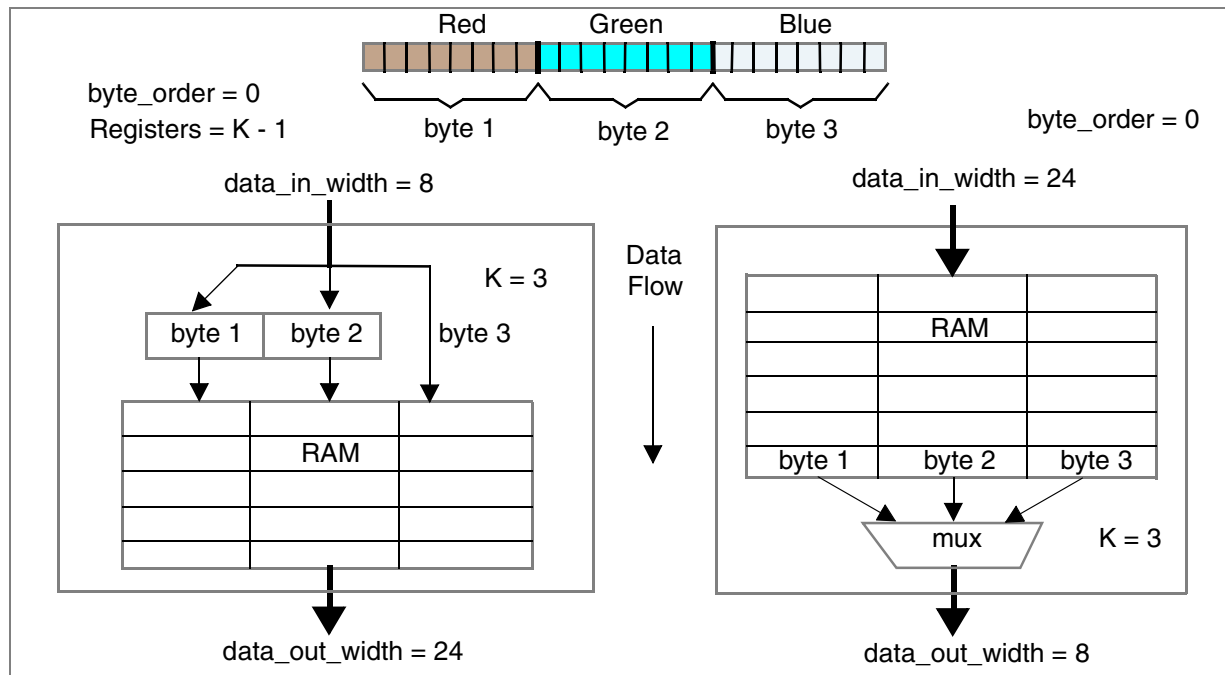 Red Green Blue
byte_order = 0
Registers = K - 1
byte 1 byte 2 byte 3
byte_order = 0
data_in_width = 8
K = 3
byte 1 byte 2 byte 3
RAM
data_out_width = 24
Data
Flow
data_in_width = 24
RAM
byte 1 byte 2 byte 3
mux
K = 3
data_out_width = 8